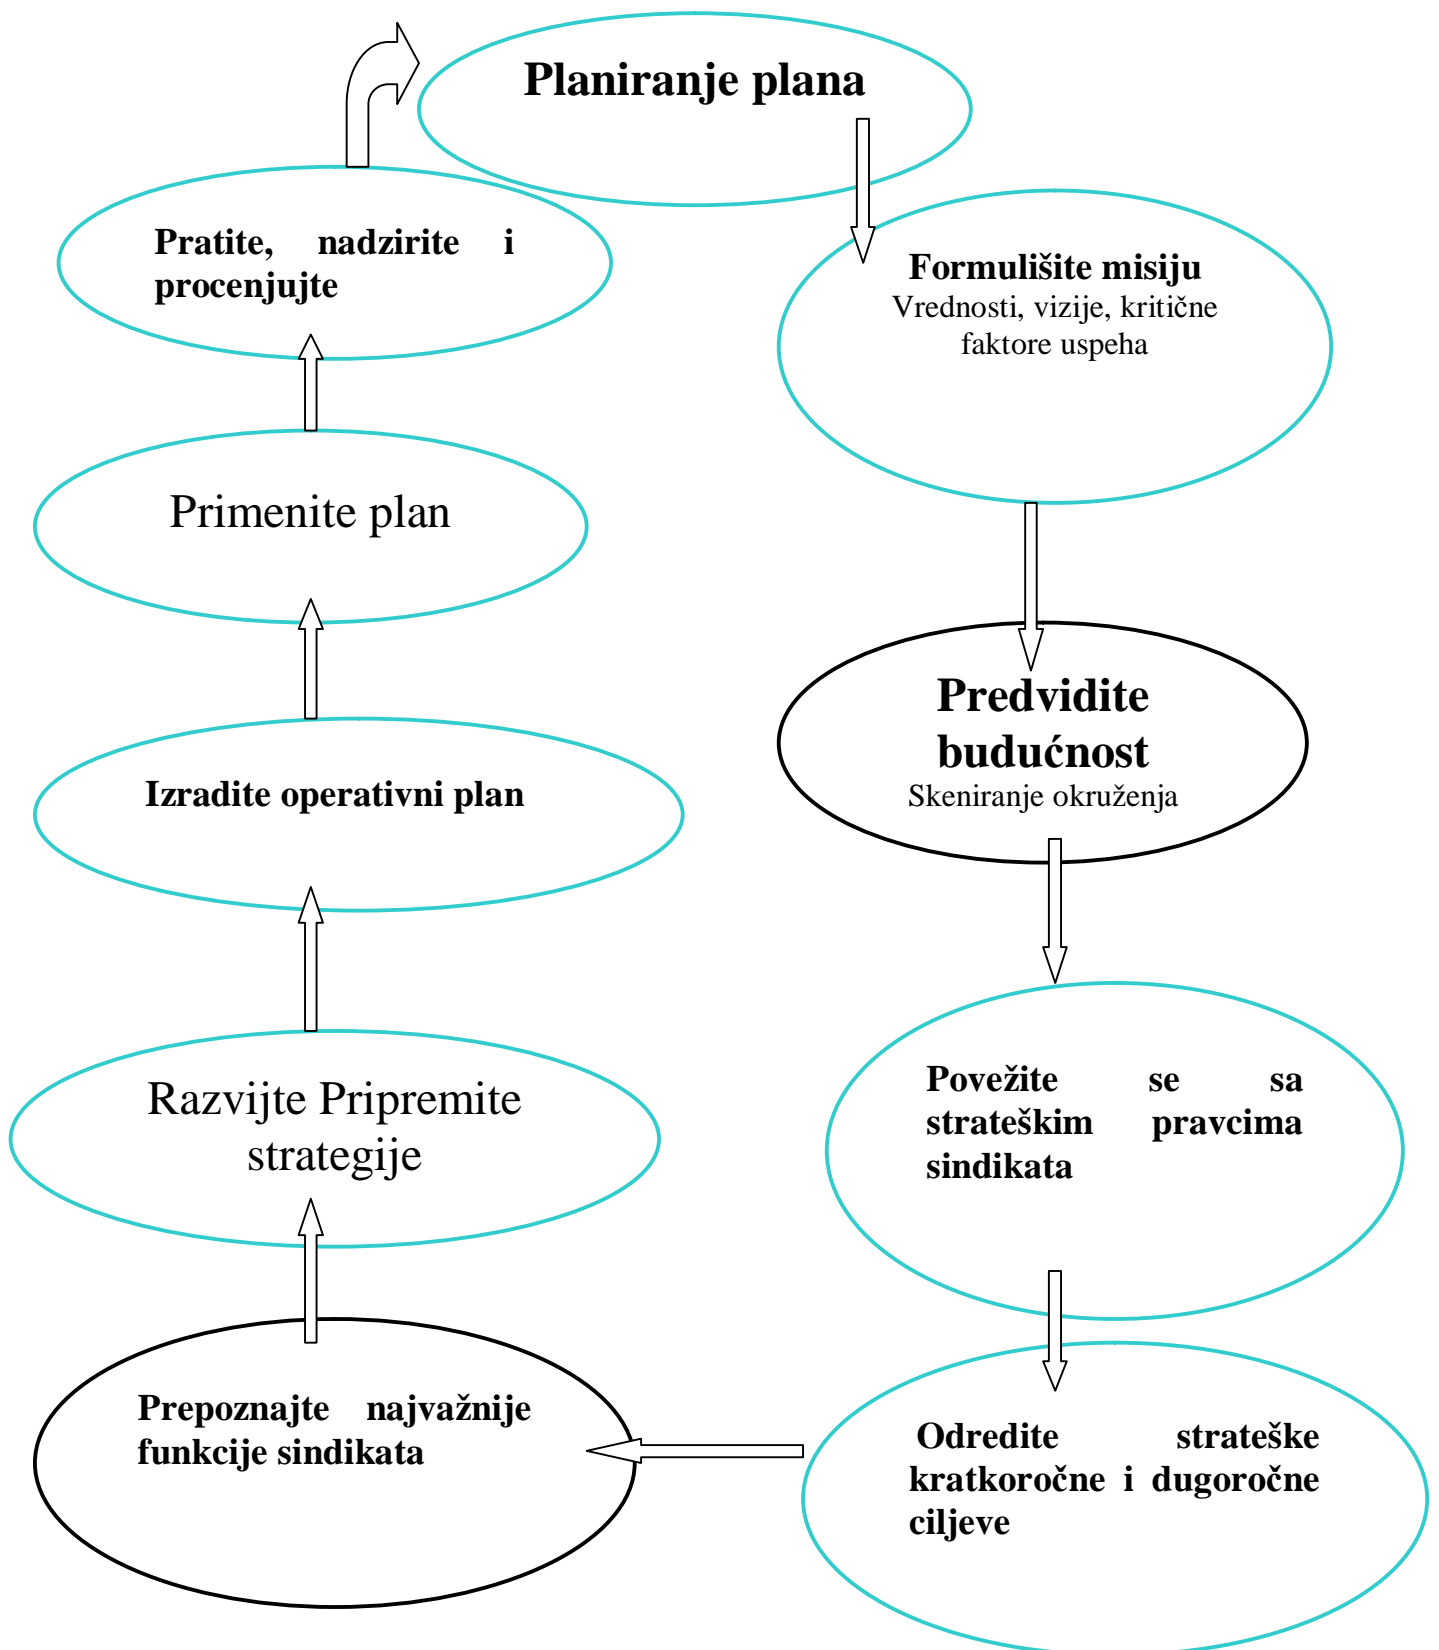 Planiranje plana
Pratite, nadzirite i
procenjujte
Formulišite misiju
Vrednosti, vizije, kritične
faktore uspeha
Primenite plan
Predvidite
budućnost
Skeniranje okruženja
Izradite operativni plan
Povežite se sa
strateškim pravcima
sindikata
Razvijte Pripremite
strategije
Prepoznajte najvažnije
funkcije sindikata
Odredite strateške
kratkoročne i dugoročne
ciljeve